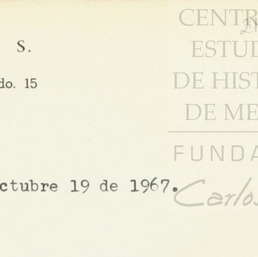 CENTR
S.
ESTUD
do. 15
DE HIST
DE ME
FUNDA
ctubre 19 de 1967.
Carlos